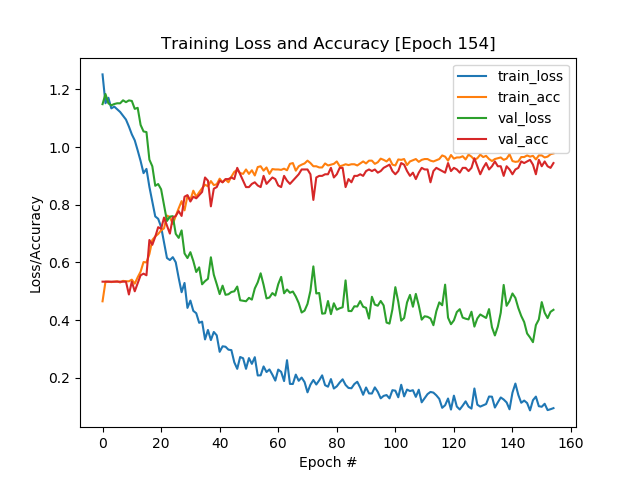 Training Loss and Accuracy [Epoch 154]
train_loss
train_acc
val_loss
val_acc
1.2
1.0
0.8
0.6
0.4
0.2
Loss/Accuracy
0 20 40 60 80 100 120 140 160
Epoch #